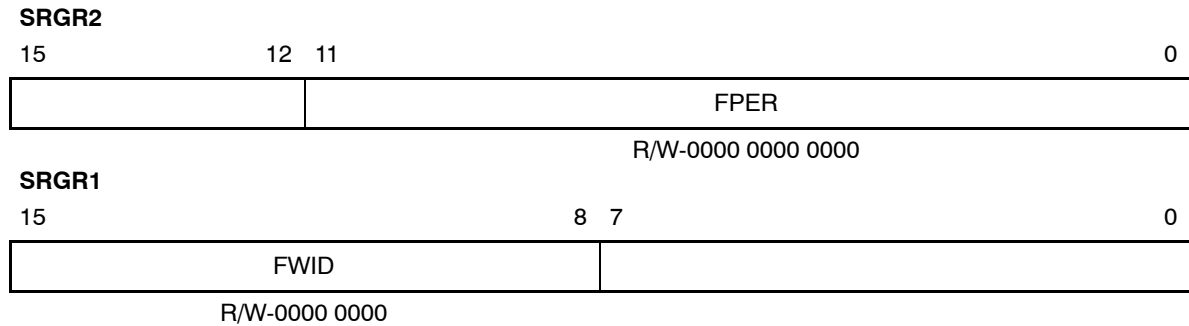 SRGR2
15 12 11 0
FPER
R/W-0000 0000 0000
SRGR1
15 8 7 0
FWID
R/W-0000 0000